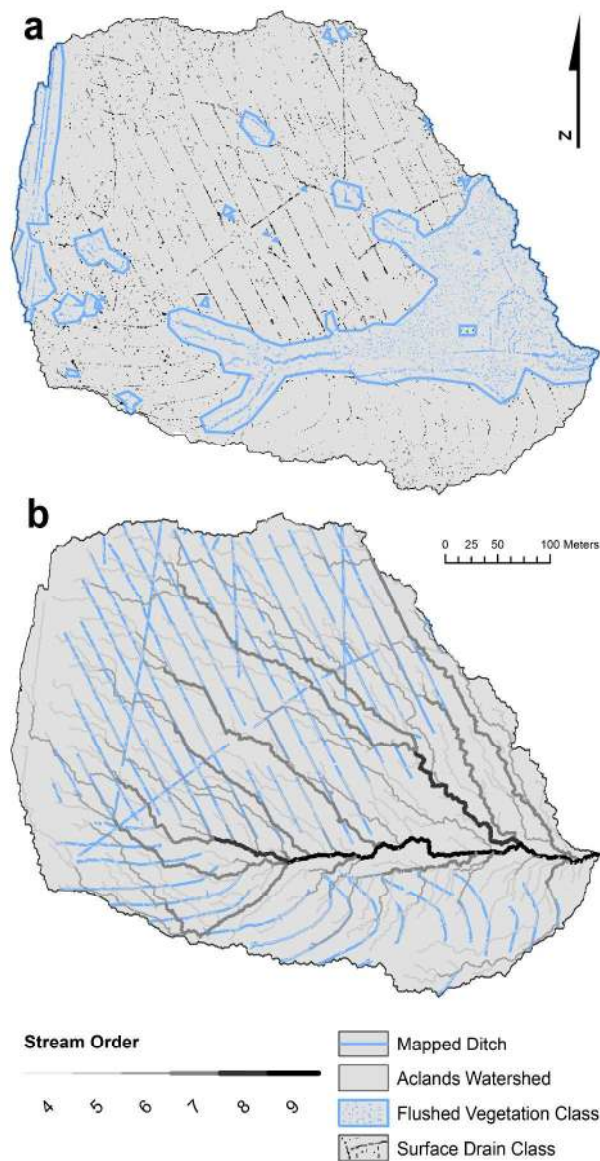 a
N
b
0 25 50 100 Meters
Stream Order
4 5 6 7 8 9
Mapped Ditch
Aclands Watershed
Flushed Vegetation Class
Surface Drain Class